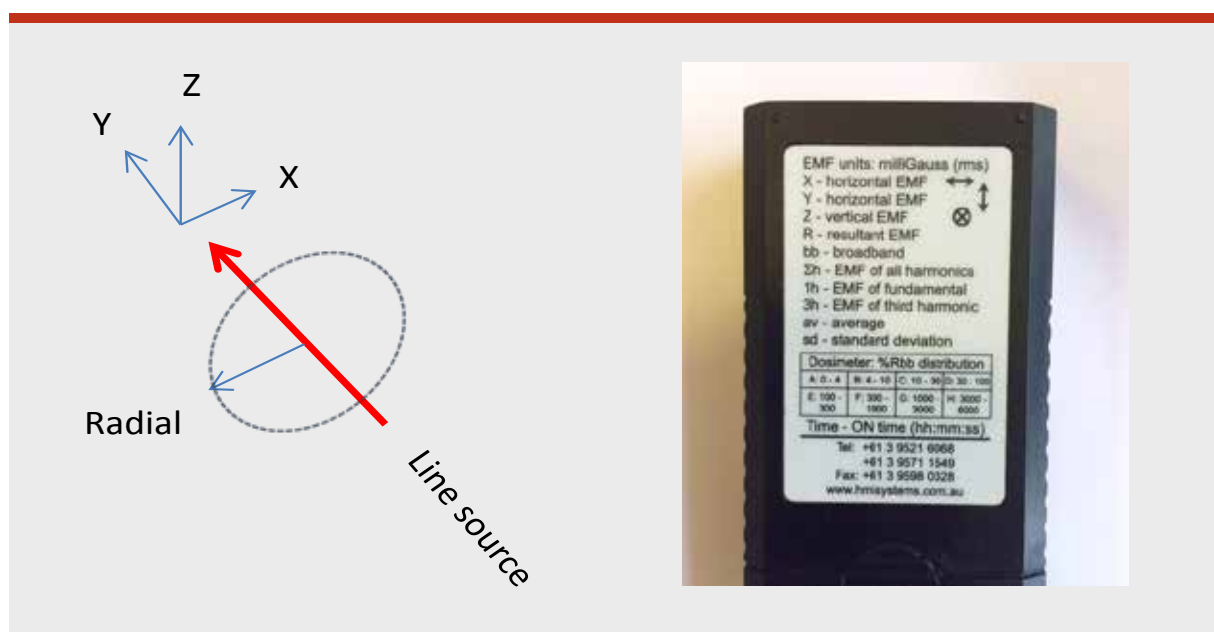 Z
Y
X
Radial
Line source
EMF units: milliGauss (rms)
X - horizontal EMF
Y - horizontal EMF
Z - vertical EMF
R - resultant EMF
bb - broadband
Σh - EMF of all harmonics
1h - EMF of fundamental
3h - EMF of third harmonic
av - average
sd - standard deviation
Dosimeter: %Rbb distribution
A: 0 - 4 B: 4 - 10 C: 10 - 30 D: 30 - 100
E: 100 - 300 F: 300 - 1000 G: 1000 - 3000 H: 3000 - 6000
Time - ON time (hh:mm:ss)
Tel: +61 3 9521 6966
+61 3 9571 1549
Fax: +61 3 9598 0328
www.hmisystems.com.au